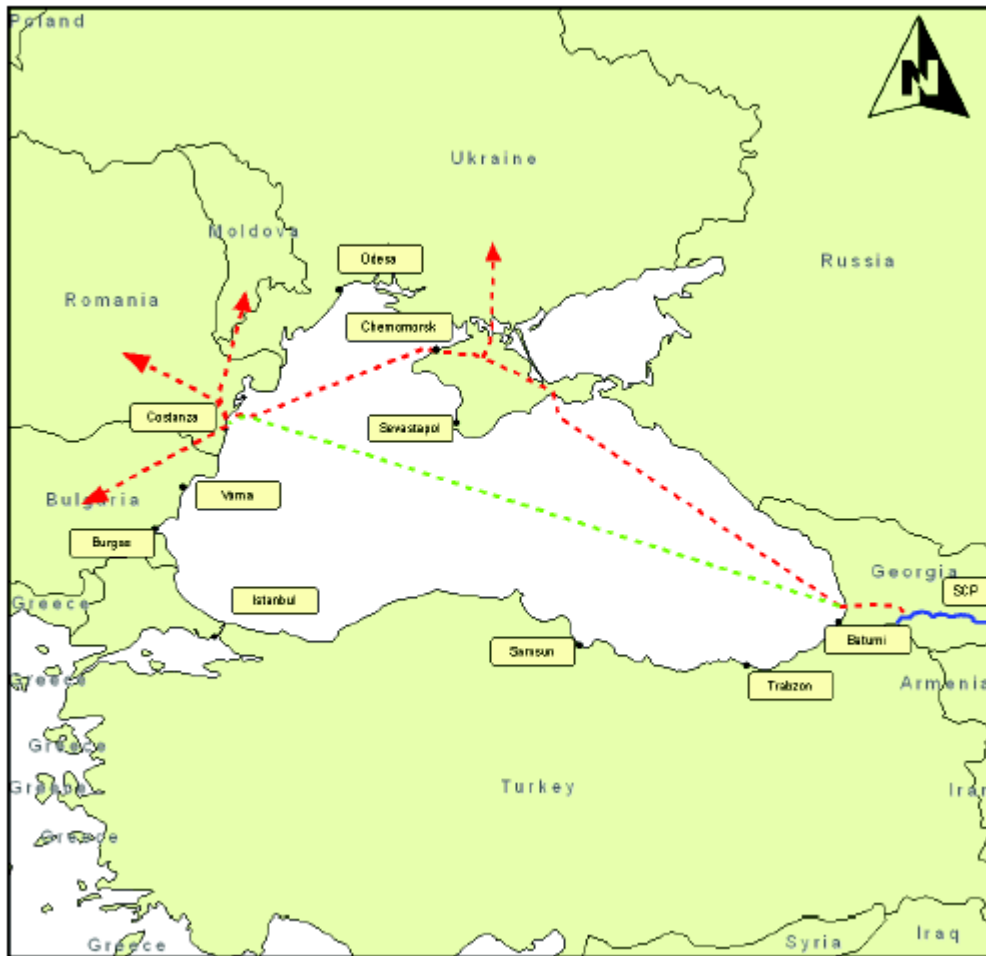 Poland
N
Ukraine
Moldova
Odesa
Russia
Romania
Chernomorsk
Costanza
Sevastapol
Bulgaria
Varna
Burgas
Georgia
SCP
Greece
Istanbul
Batumi
Samsun
Greece
Trabzon
Armenia
Greece
Greece
Turkey
Iran
Greece
Greece
Syria
Iraq